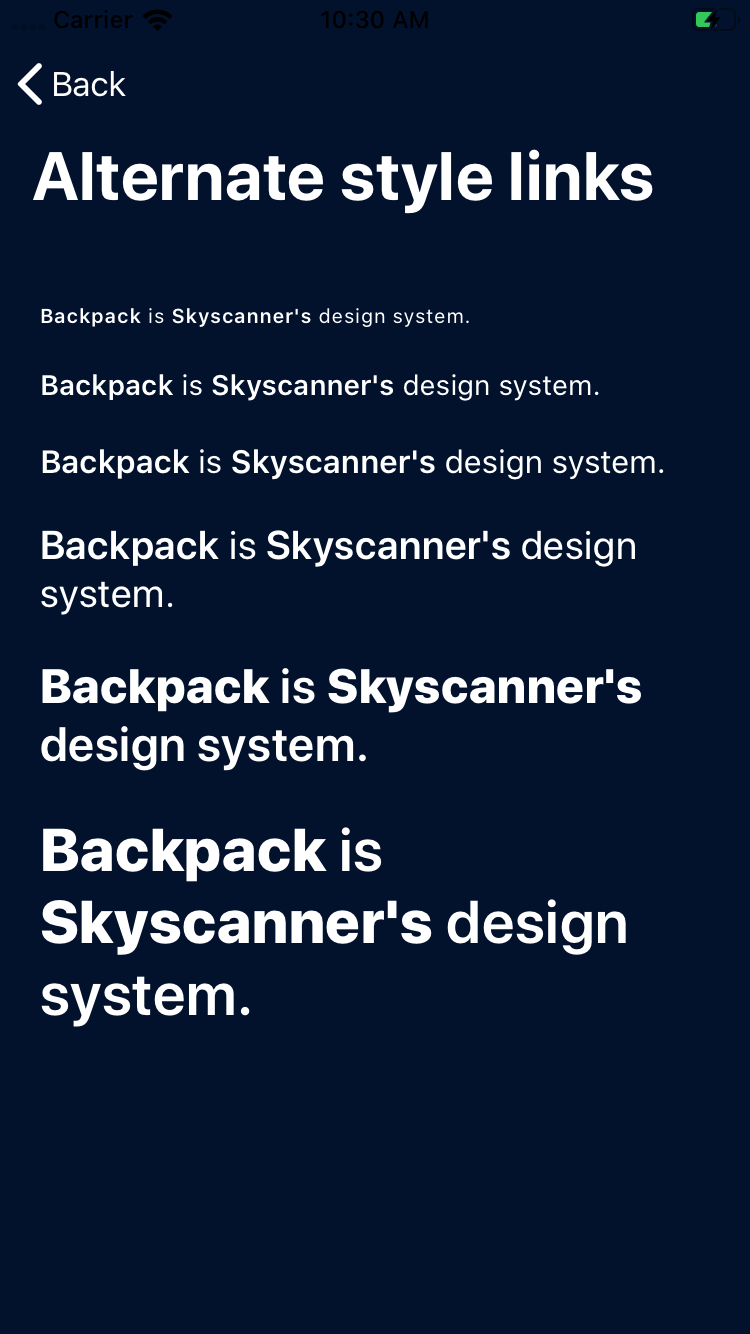 Carrier 10:30 AM
Back
Alternate style links
Backpack is Skyscanner's design system.
Backpack is Skyscanner's design system.
Backpack is Skyscanner's design system.
Backpack is Skyscanner's design
system.
Backpack is Skyscanner's
design system.
Backpack is
Skyscanner's design
system.